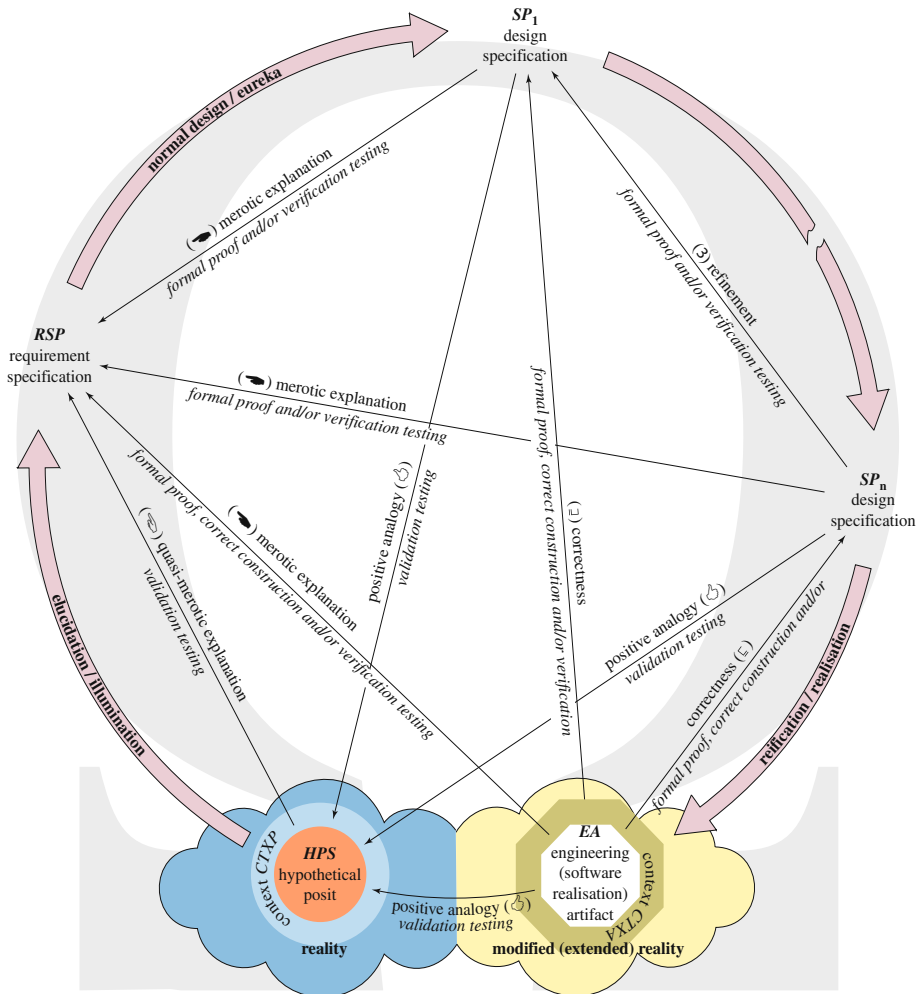 SP1
design
specification
normal design / eureka
(☛) merotic explanation
formal proof and/or verification testing
(3) refinement
formal proof and/or verification testing
RSP
requirement
specification
(☛) merotic explanation
formal proof and/or verification testing
SPn
design
specification
formal proof, correct construction and/or verification
(⊇) correctness
positive analogy (👍)
validation testing
(☛) merotic explanation
formal proof, correct construction and/or verification testing
(☞) quasi-merotic explanation
validation testing
elucidation / illumination
positive analogy (👍)
validation testing
correctness (⊆)
formal proof, correct construction and/or
reification / realisation
context CTXP
HPS
hypothetical
posit
EA
engineering
(software
realisation)
artifact
context CTXA
positive analogy (👍)
validation testing
reality
modified (extended) reality